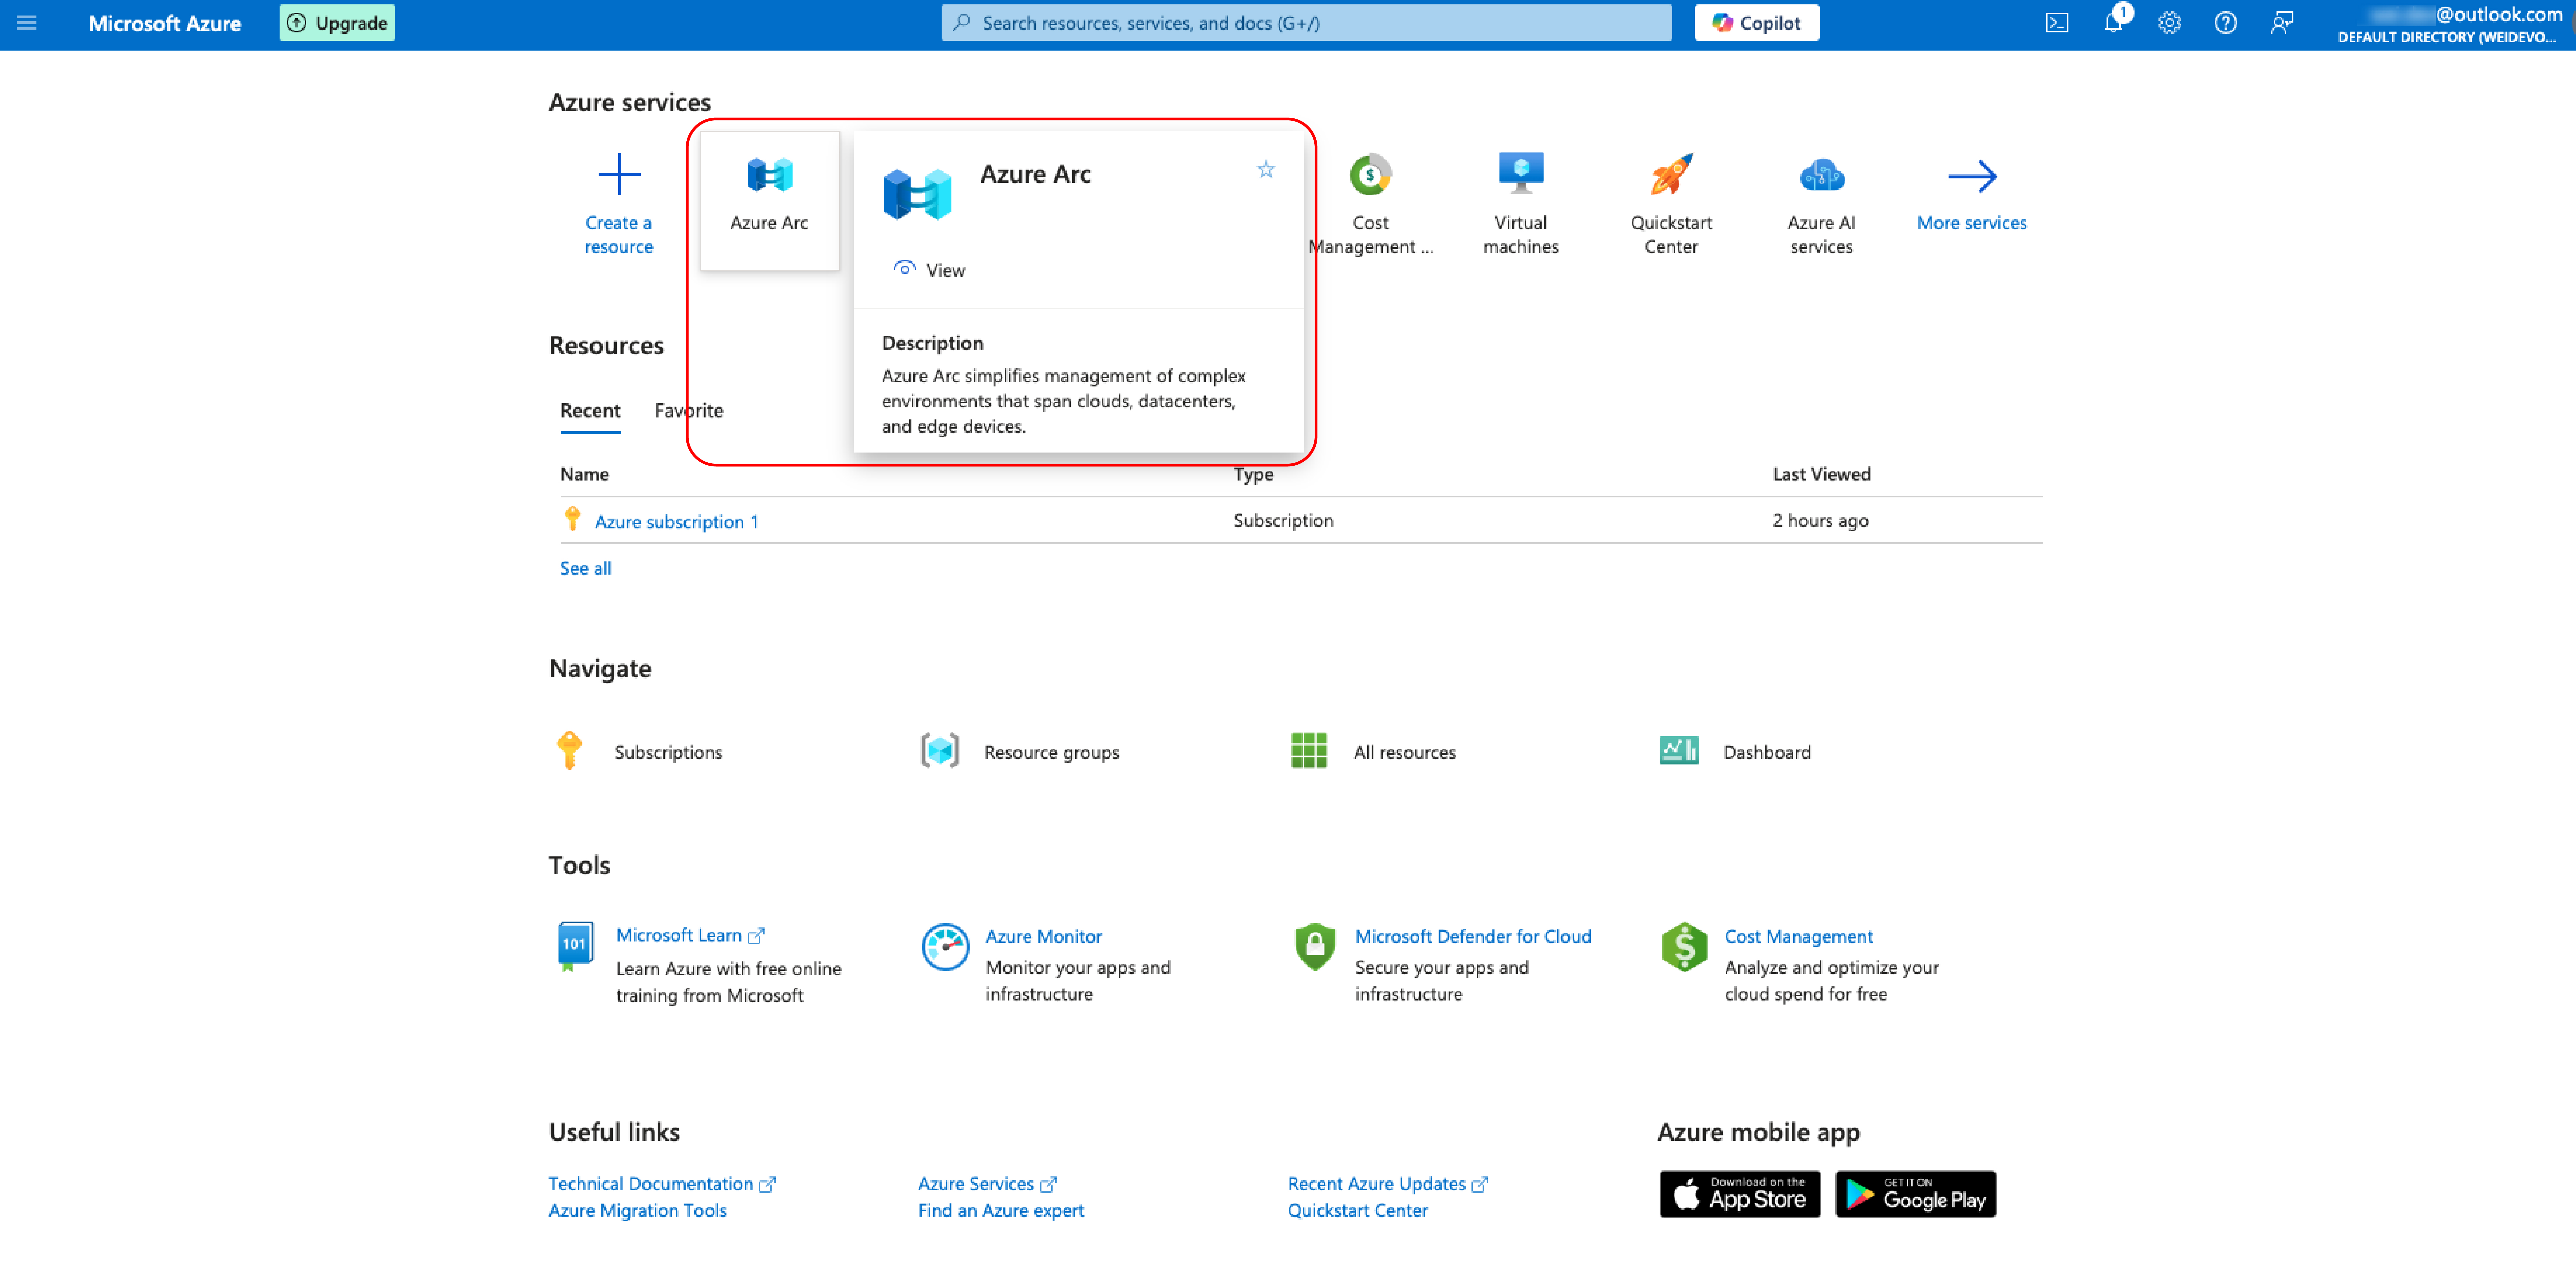 Microsoft Azure
Upgrade
Search resources, services, and docs (G+/)
Copilot
1
@outlook.com
DEFAULT DIRECTORY (WEIDEVO...
Azure services
Create a
resource
Azure Arc
Azure Arc
View
Description
Azure Arc simplifies management of complex
environments that span clouds, datacenters,
and edge devices.
Cost
Management ...
Virtual
machines
Quickstart
Center
Azure AI
services
More services
Resources
Recent
Favorite
Name
Type
Last Viewed
Azure subscription 1
Subscription
2 hours ago
See all
Navigate
Subscriptions
Resource groups
All resources
Dashboard
Tools
101
Microsoft Learn
Learn Azure with free online
training from Microsoft
Azure Monitor
Monitor your apps and
infrastructure
Microsoft Defender for Cloud
Secure your apps and
infrastructure
Cost Management
Analyze and optimize your
cloud spend for free
Useful links
Technical Documentation
Azure Migration Tools
Azure Services
Find an Azure expert
Recent Azure Updates
Quickstart Center
Azure mobile app
Download on the
App Store
GET IT ON
Google Play